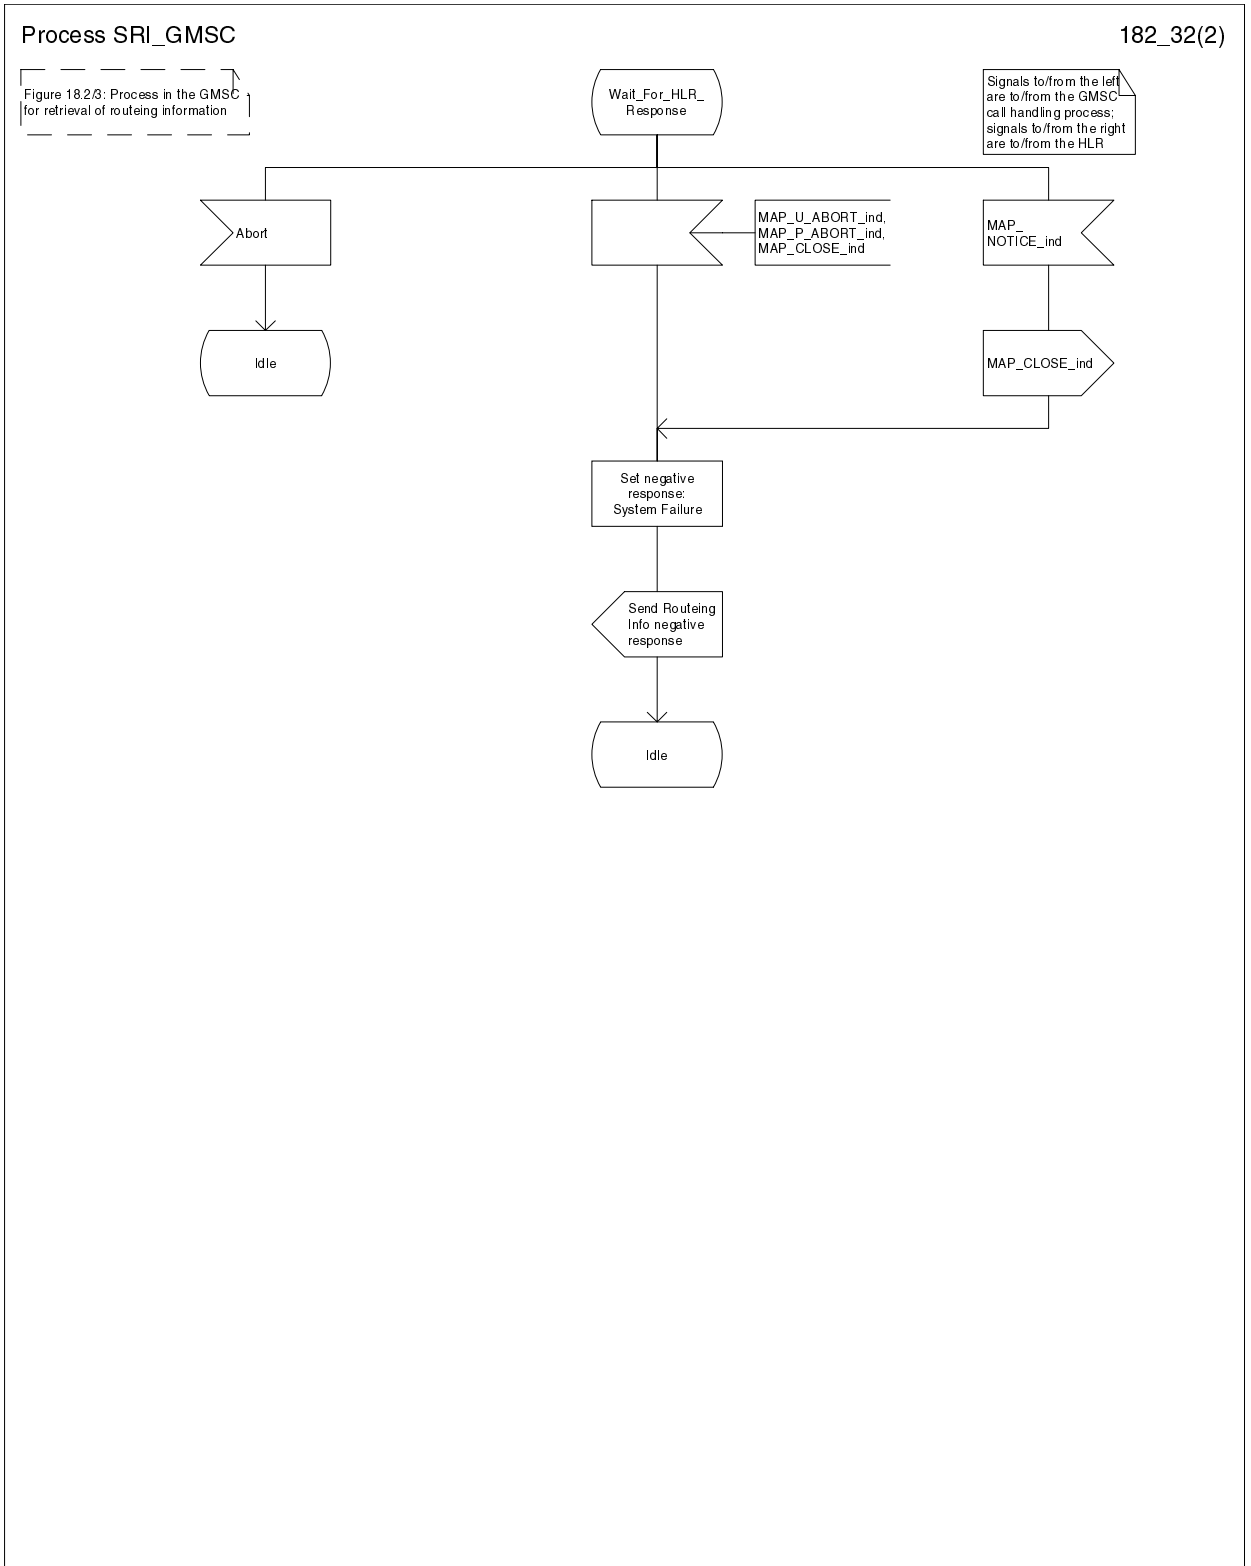 Process SRI_GMSC
182_32(2)
Figure 18.2/3: Process in the GMSC
for retrieval of routeing information
Wait_For_HLR_
Response
Signals to/from the left
are to/from the GMSC
call handling process;
signals to/from the right
are to/from the HLR
Abort
MAP_U_ABORT_ind,
MAP_P_ABORT_ind,
MAP_CLOSE_ind
MAP_
NOTICE_ind
Idle
MAP_CLOSE_ind
Set negative
response:
System Failure
Send Routeing
Info negative
response
Idle